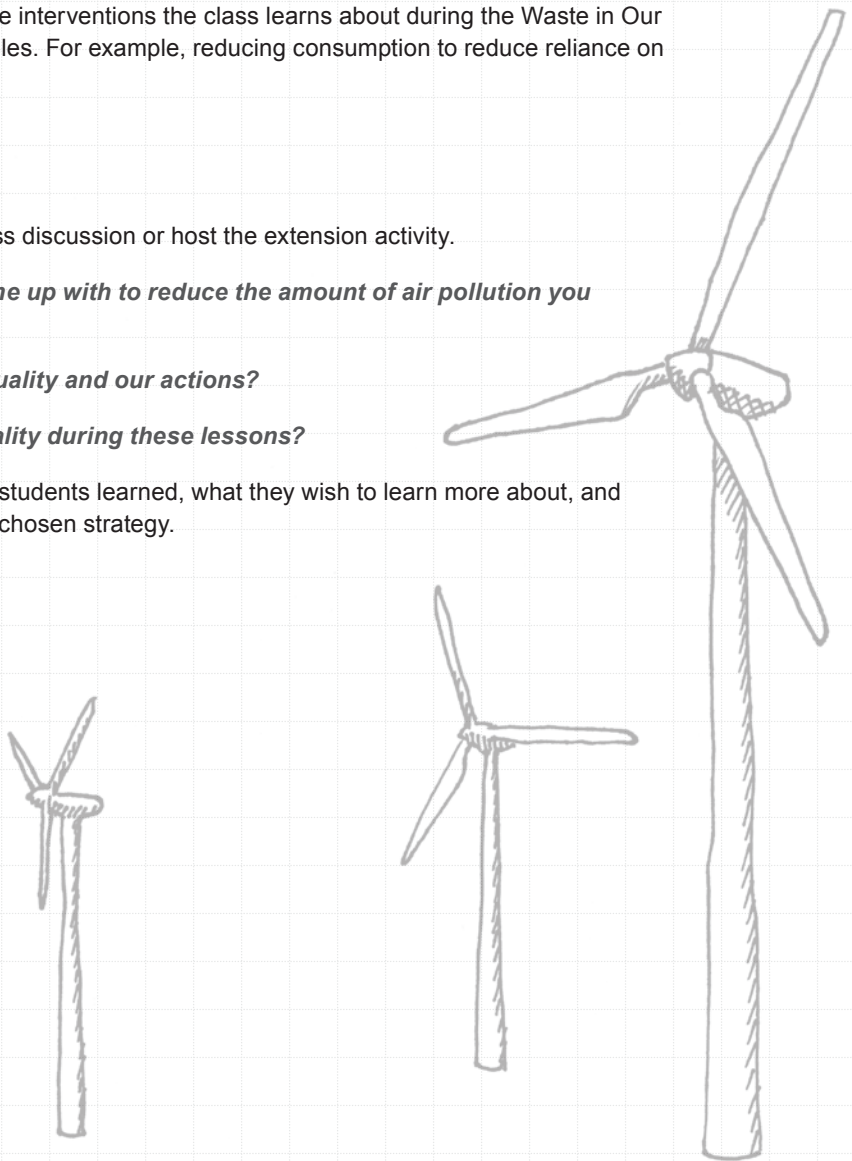 e interventions the class learns about during the Waste in Our
les. For example, reducing consumption to reduce reliance on
ss discussion or host the extension activity.
ne up with to reduce the amount of air pollution you
uality and our actions?
ality during these lessons?
students learned, what they wish to learn more about, and
chosen strategy.